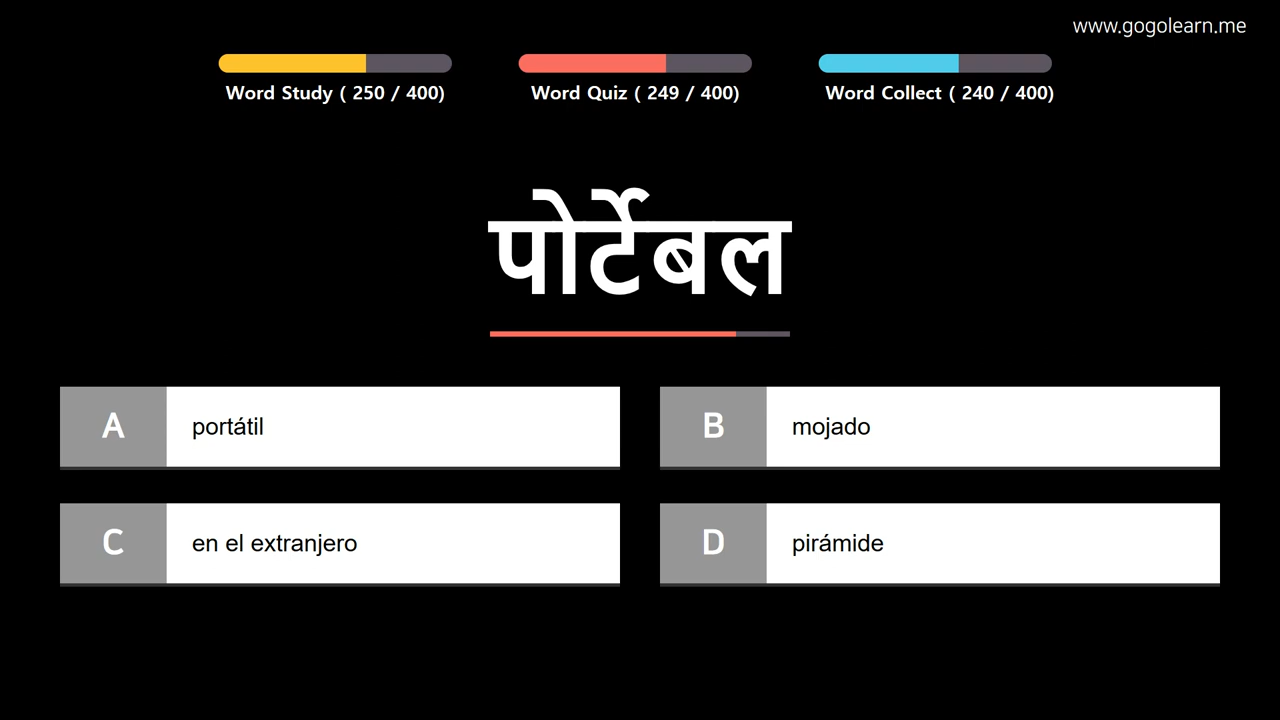 www.gogolearn.me
Word Study ( 250 / 400)
Word Quiz ( 249 / 400)
Word Collect ( 240 / 400)
पोर्टेबल
A portátil
B mojado
C en el extranjero
D pirámide